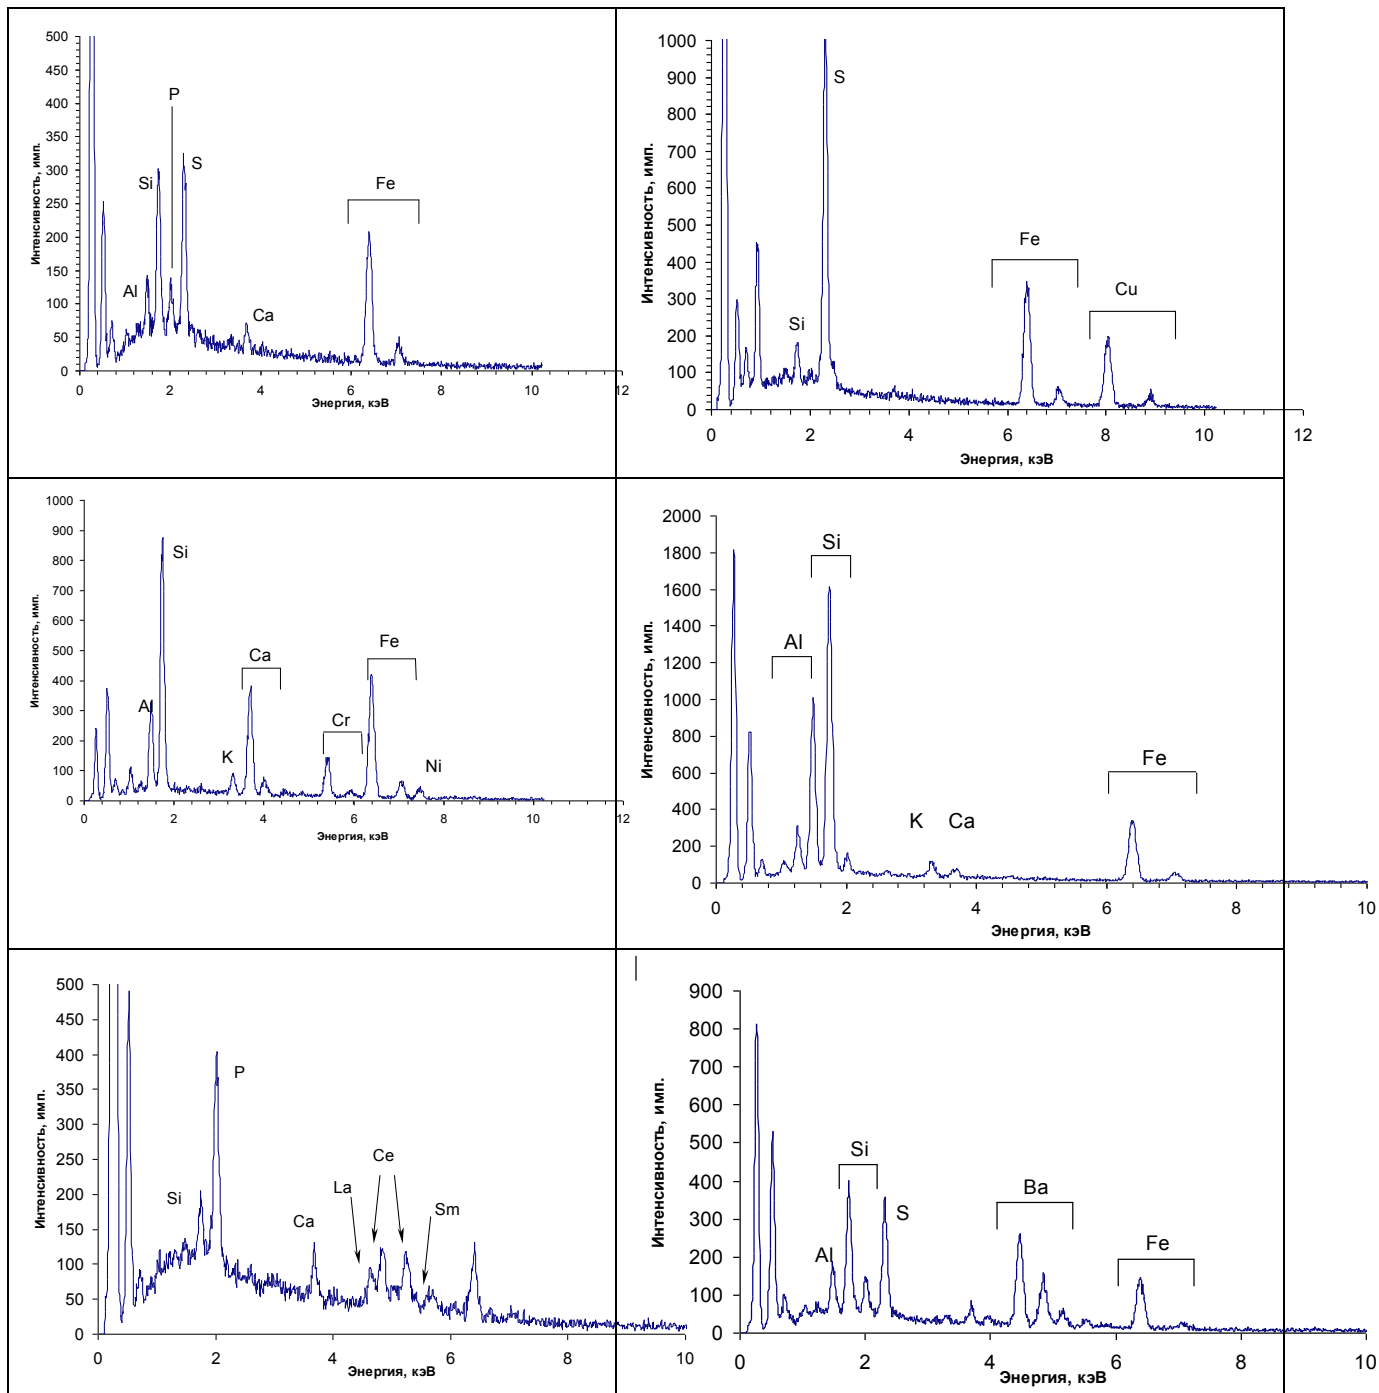 500
450
400
350
300
250
200
150
100
50
0
Интенсивность, имп.
P
Si
S
Al
Ca
Fe
0 2 4 6 8 10 12
Энергия, кэВ
1000
900
800
700
600
500
400
300
200
100
0
Интенсивность, имп.
S
Si
Fe
Cu
0 2 4 6 8 10 12
Энергия, кэВ
1000
900
800
700
600
500
400
300
200
100
0
Интенсивность, имп.
Si
Al
K
Ca
Cr
Fe
Ni
0 2 4 6 8 10 12
Энергия, кэВ
2000
1800
1600
1400
1200
1000
800
600
400
200
0
Интенсивность, имп.
Si
Al
K Ca
Fe
0 2 4 6 8 10
Энергия, кэВ
500
450
400
350
300
250
200
150
100
50
0
Интенсивность, имп.
P
Si
Ca
La
Ce
Sm
0 2 4 6 8 10
Энергия, кэВ
900
800
700
600
500
400
300
200
100
0
Интенсивность, имп.
Si
Al
S
Ba
Fe
0 2 4 6 8 10
Энергия, кэВ